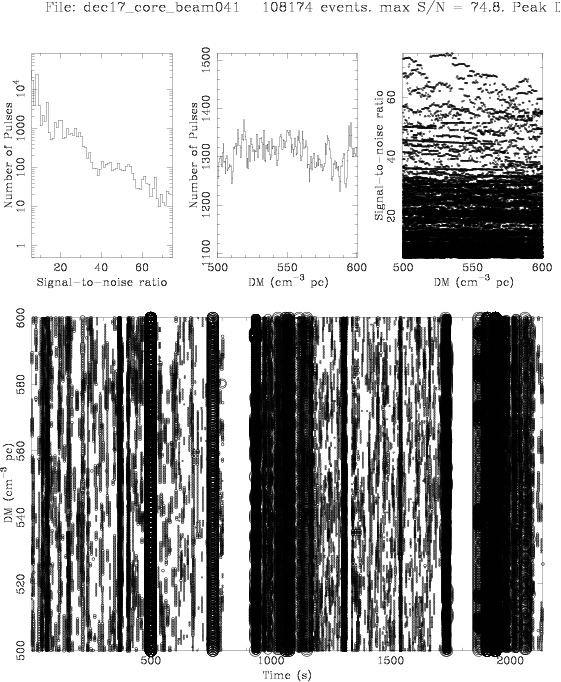 File: dec17_core_beam041 108174 events. max S/N = 74.8. Peak D
Number of Pulses
10⁴
1000
100
10
1
20 40 60
Signal-to-noise ratio
Number of Pulses
1500
1400
1300
1200
1100
500 550 600
DM (cm⁻³ pc)
Signal-to-noise ratio
60
40
20
500 550 600
DM (cm⁻³ pc)
DM (cm⁻³ pc)
600
580
560
540
520
500
500 1000 1500 2000
Time (s)